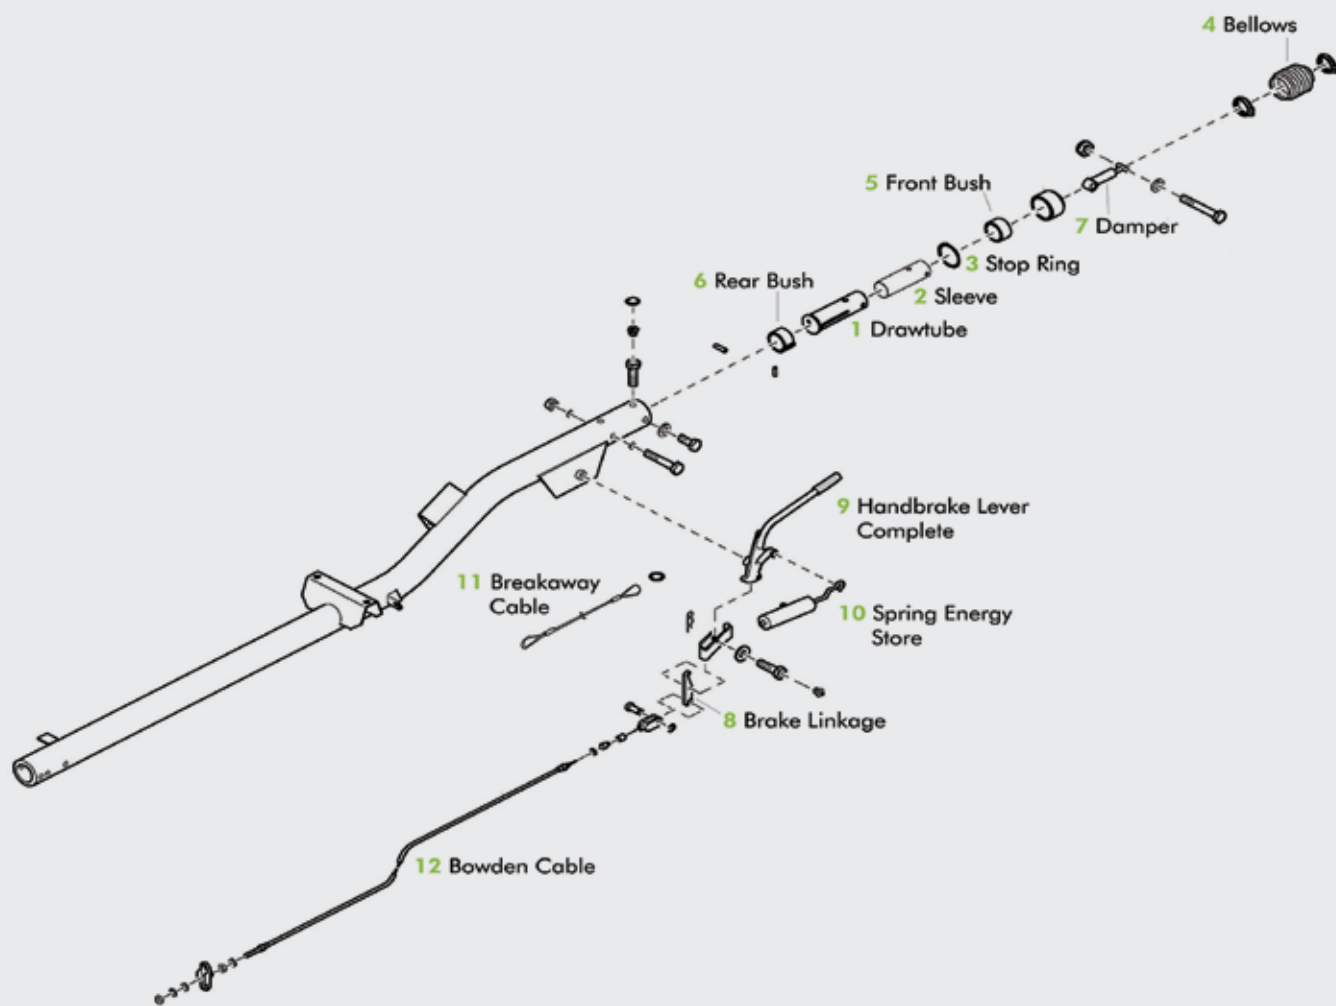 4 Bellows
5 Front Bush
7 Damper
3 Stop Ring
6 Rear Bush
2 Sleeve
1 Drawtube
9 Handbrake Lever
Complete
11 Breakaway
Cable
10 Spring Energy
Store
8 Brake Linkage
12 Bowden Cable